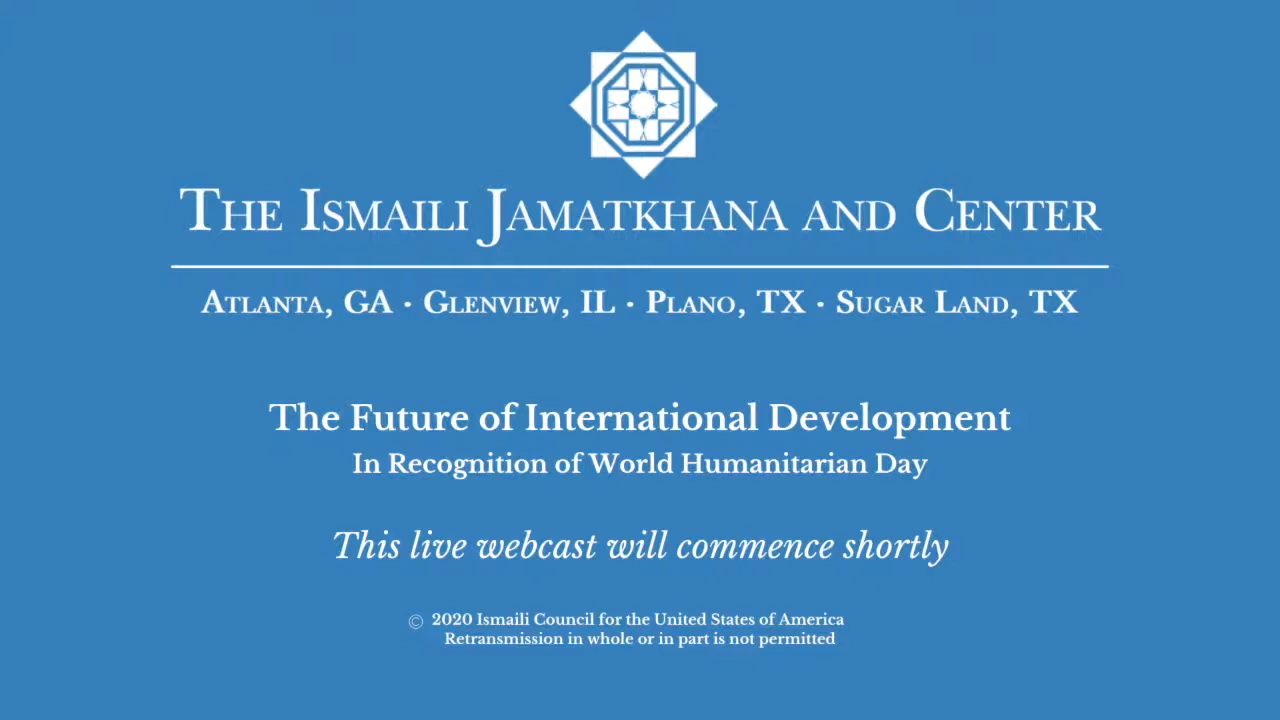 The Ismaili Jamatkhana and Center
Atlanta, GA · Glenview, IL · Plano, TX · Sugar Land, TX
The Future of International Development
In Recognition of World Humanitarian Day
This live webcast will commence shortly
© 2020 Ismaili Council for the United States of America
Retransmission in whole or in part is not permitted